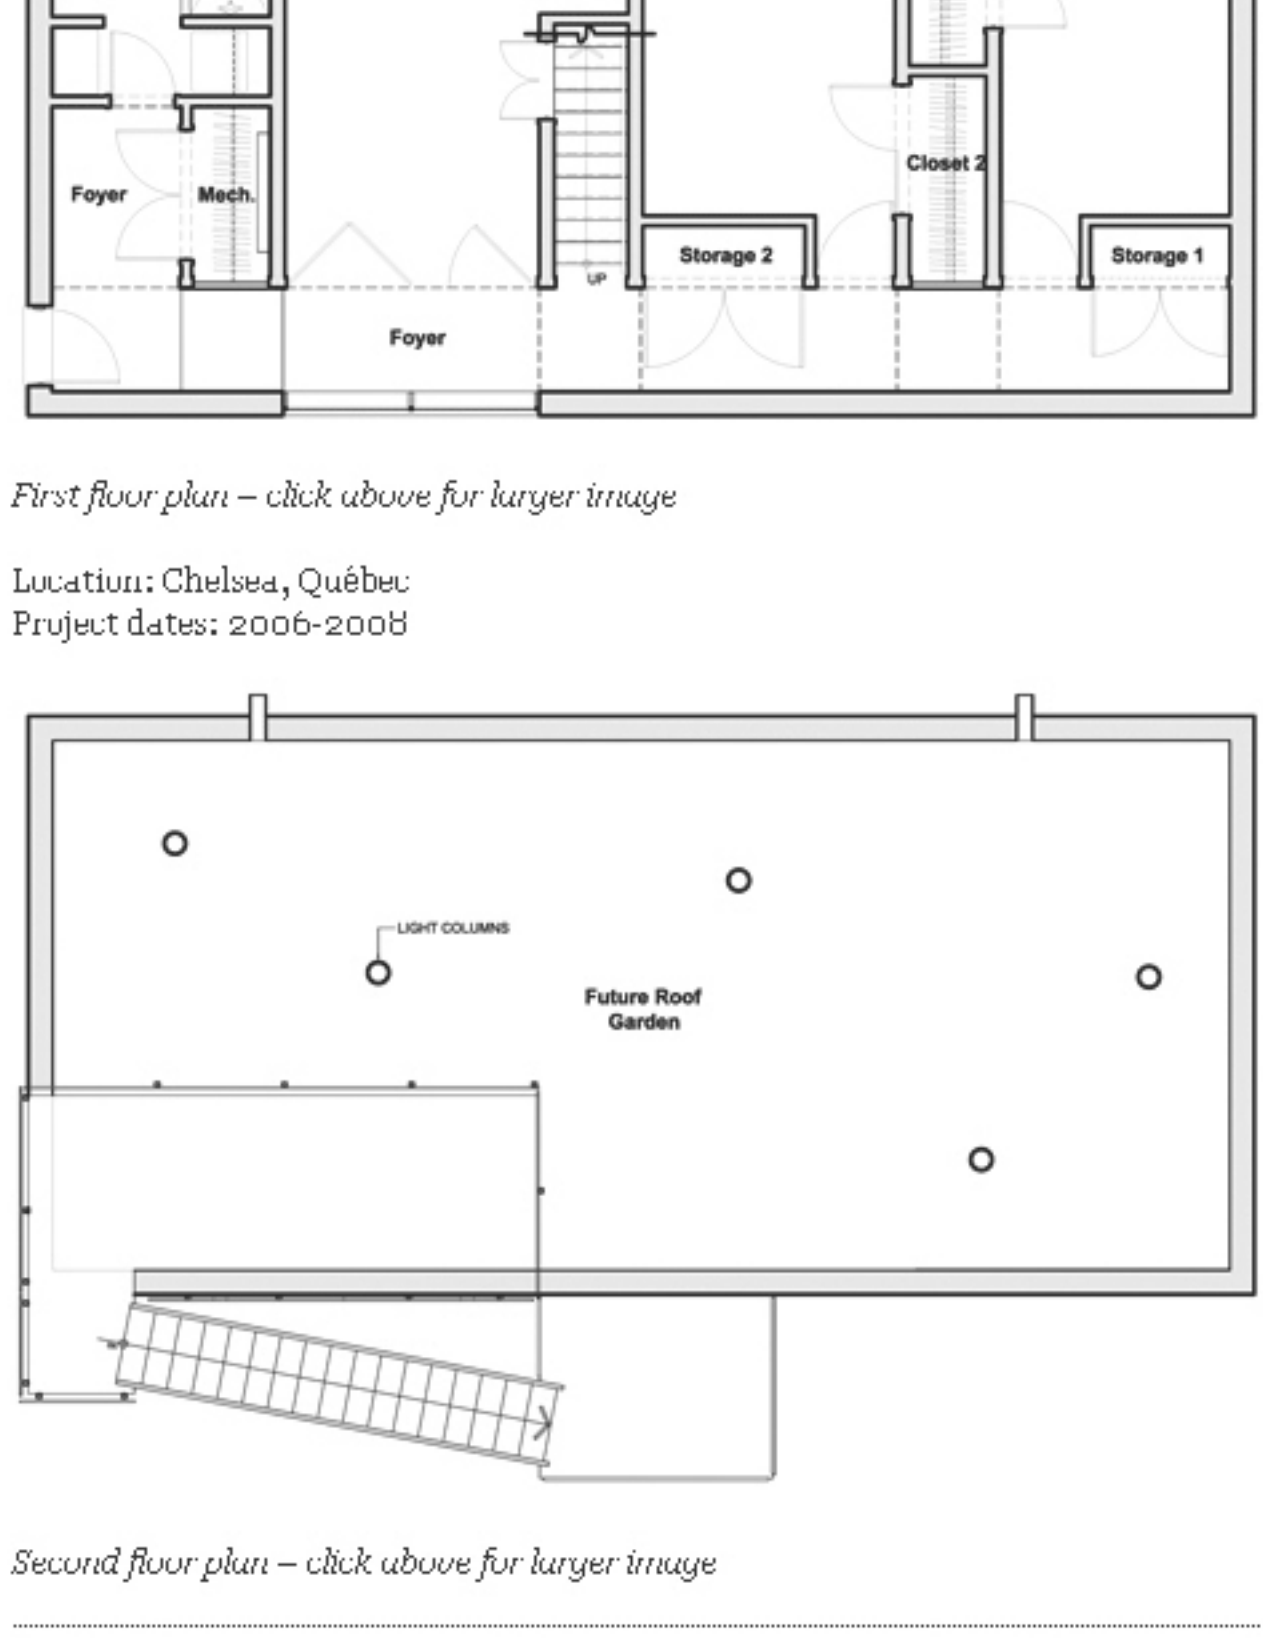 Foyer
Mech.
Closet 2
Storage 2
Storage 1
UP
Foyer
First floor plan – click above for larger image
Location: Chelsea, Québec
Project dates: 2006-2008
LIGHT COLUMNS
Future Roof
Garden
Second floor plan – click above for larger image